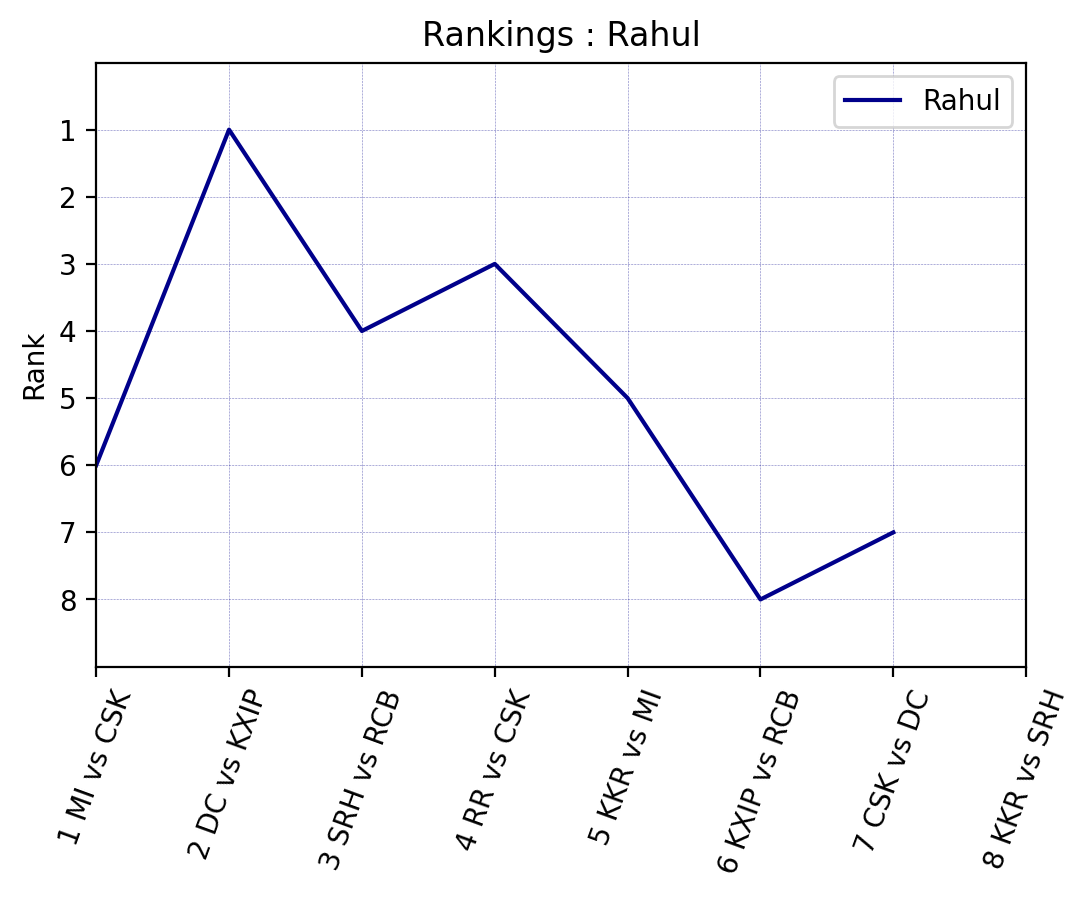 Rankings : Rahul
Rahul
Rank
1
2
3
4
5
6
7
8
1 MI vs CSK
2 DC vs KXIP
3 SRH vs RCB
4 RR vs CSK
5 KKR vs MI
6 KXIP vs RCB
7 CSK vs DC
8 KKR vs SRH